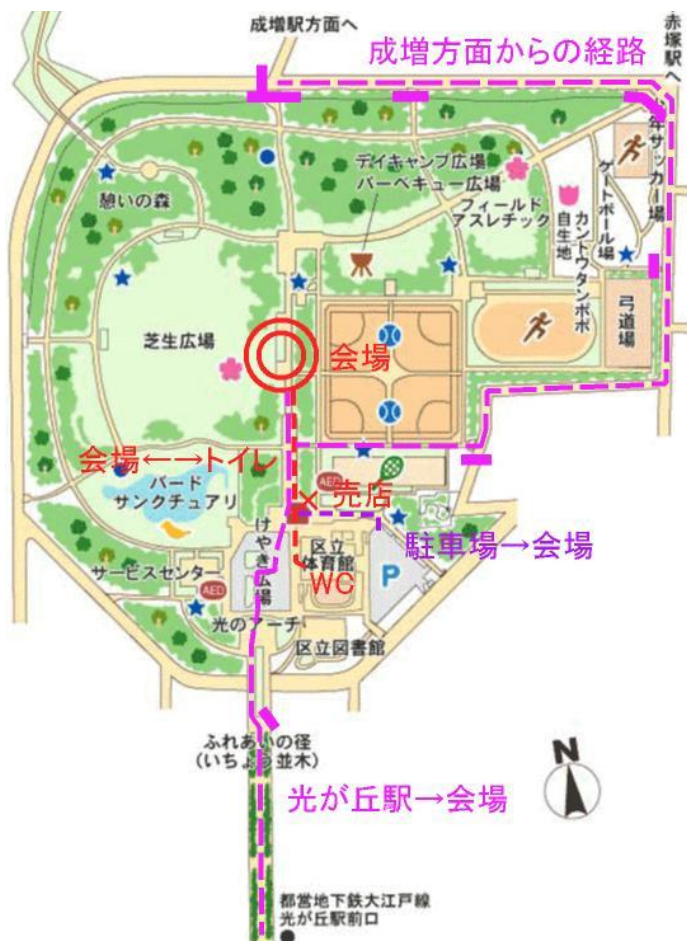 成増駅方面へ
赤塚駅へ
成増方面からの経路
デイキャンプ広場
バーベキュー広場
憩いの森
フィールド
アスレチック
カントウタンポポ
自生地
ゲートボール場
年サッカー場
弓道場
芝生広場
会場
会場←→トイレ
バード
サンクチュアリ
AED
×売店
けやき広場
区立
体育館
P
駐車場→会場
WC
サービスセンター
AED
光のアーチ
区立図書館
ふれあいの径
(いちょう並木)
N
光が丘駅→会場
都営地下鉄大江戸線
光が丘駅前口